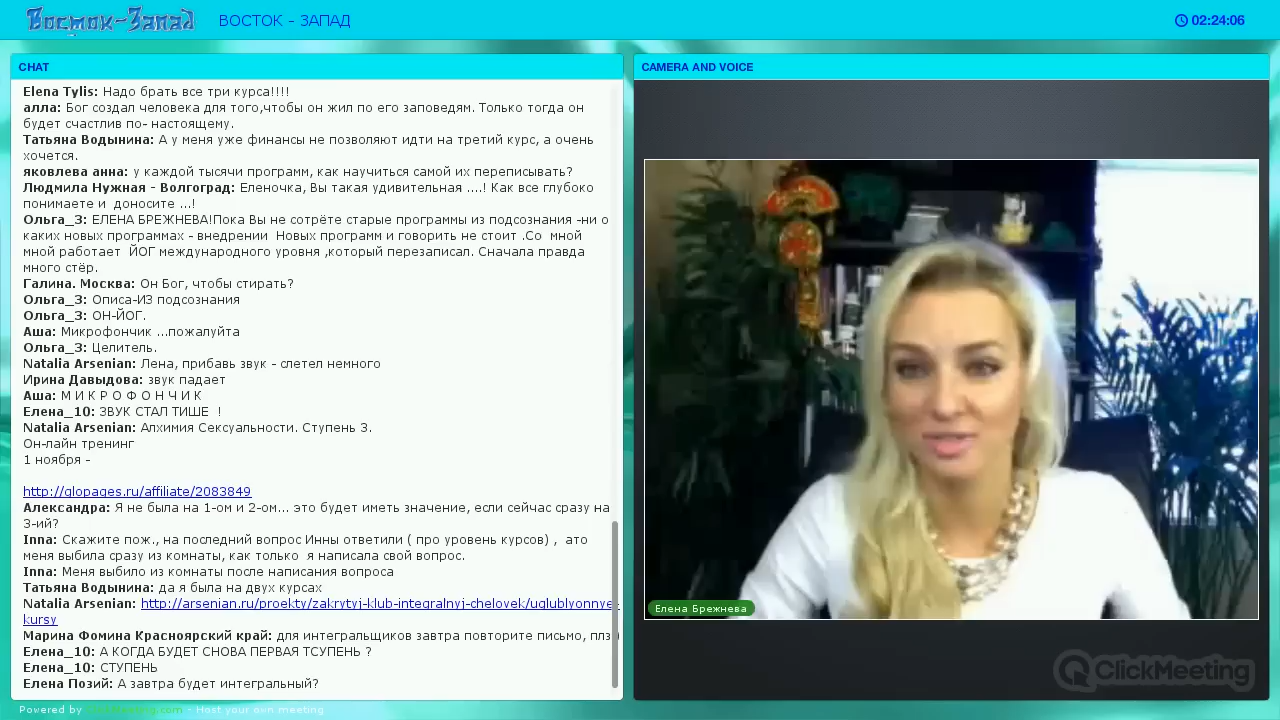 Восток-Запад
ВОСТОК - ЗАПАД
02:24:06
CHAT
Elena Tylis: Надо брать все три курса!!!!
алла: Бог создал человека для того,чтобы он жил по его заповедям. Только тогда он
будет счастлив по- настоящему.
Татьяна Водынина: А у меня уже финансы не позволяют идти на третий курс, а очень
хочется.
яковлева анна: у каждой тысячи программ, как научиться самой их переписывать?
Людмила Нужная - Волгоград: Еленочка, Вы такая удивительная ....! Как все глубоко
понимаете и доносите ...!
Ольга_З: ЕЛЕНА БРЕЖНЕВА!Пока Вы не сотрёте старые программы из подсознания -ни о
каких новых программах - внедрении Новых программ и говорить не стоит .Со мной
мной работает ЙОГ международного уровня ,который перезаписал. Сначала правда
много стёр.
Галина. Москва: Он Бог, чтобы стирать?
Ольга_З: Описа-ИЗ подсознания
Ольга_З: ОН-ЙОГ.
Аша: Микрофончик ...пожалуйта
Ольга_З: Целитель.
Natalia Arsenian: Лена, прибавь звук - слетел немного
Ирина Давыдова: звук падает
Аша: М И К Р О Ф О Н Ч И К
Елена_10: ЗВУК СТАЛ ТИШЕ !
Natalia Arsenian: Алхимия Сексуальности. Ступень 3.
Он-лайн тренинг
1 ноября -
http://glopages.ru/affiliate/2083849
Александра: Я не была на 1-ом и 2-ом... это будет иметь значение, если сейчас сразу на
3-ий?
Inna: Скажите пож., на последний вопрос Инны ответили ( про уровень курсов) , ато
меня выбила сразу из комнаты, как только я написала свой вопрос.
Inna: Меня выбило из комнаты после написания вопроса
Татьяна Водынина: да я была на двух курсах
Natalia Arsenian: http://arsenian.ru/proekty/zakrytyj-klub-integralnyj-chelovek/uglublyonnye-
kursy
Марина Фомина Красноярский край: для интегральщиков завтра повторите письмо, плз)
Елена_10: А КОГДА БУДЕТ СНОВА ПЕРВАЯ ТСУПЕНЬ ?
Елена_10: СТУПЕНЬ
Елена Позий: А завтра будет интегральный?
Powered by ClickMeeting.com - Host your own meeting
CAMERA AND VOICE
Елена Брежнева
ClickMeeting